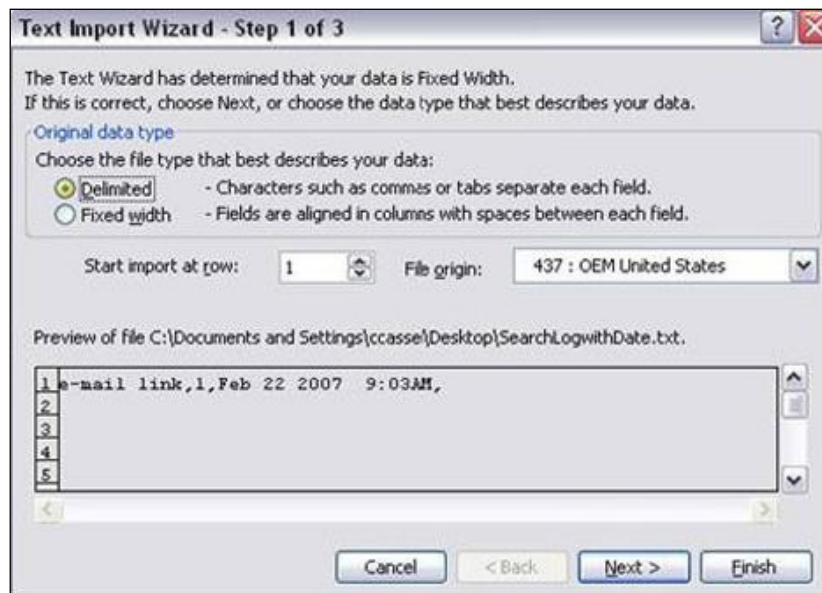 Text Import Wizard - Step 1 of 3
The Text Wizard has determined that your data is Fixed Width.
If this is correct, choose Next, or choose the data type that best describes your data.
Original data type
Choose the file type that best describes your data:
Delimited - Characters such as commas or tabs separate each field.
Fixed width - Fields are aligned in columns with spaces between each field.
Start import at row: 1 File origin: 437 : OEM United States
Preview of file C:\Documents and Settings\ccasse\Desktop\SearchLogwithDate.txt.
1 e-mail link,1,Feb 22 2007  9:03AM,
2
3
4
5
Cancel < Back Next > Finish